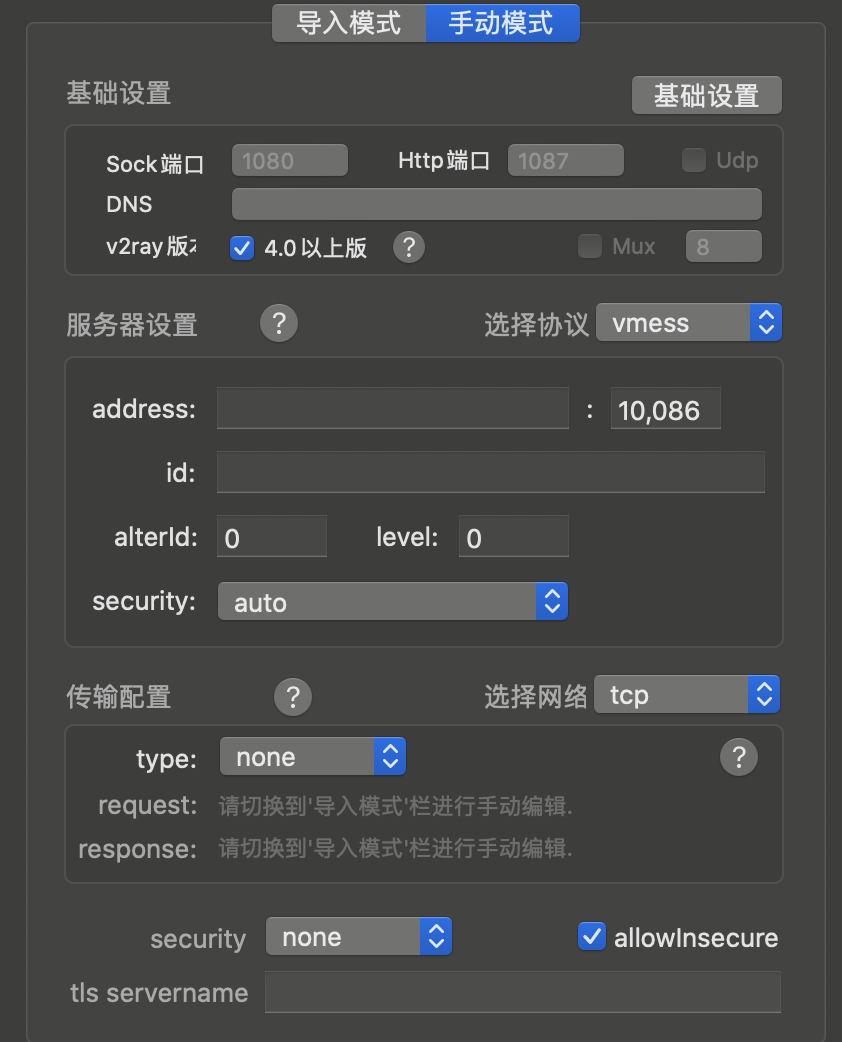 导入模式 手动模式
基础设置 基础设置
Sock端口 1080 Http端口 1087 Udp
DNS
v2ray版 4.0以上版 ? Mux 8
服务器设置 ? 选择协议 vmess
address: : 10,086
id:
alterId: 0 level: 0
security: auto
传输配置 ? 选择网络 tcp
type: none ?
request: 请切换到'导入模式'栏进行手动编辑.
response: 请切换到'导入模式'栏进行手动编辑.
security none allowInsecure
tls servername